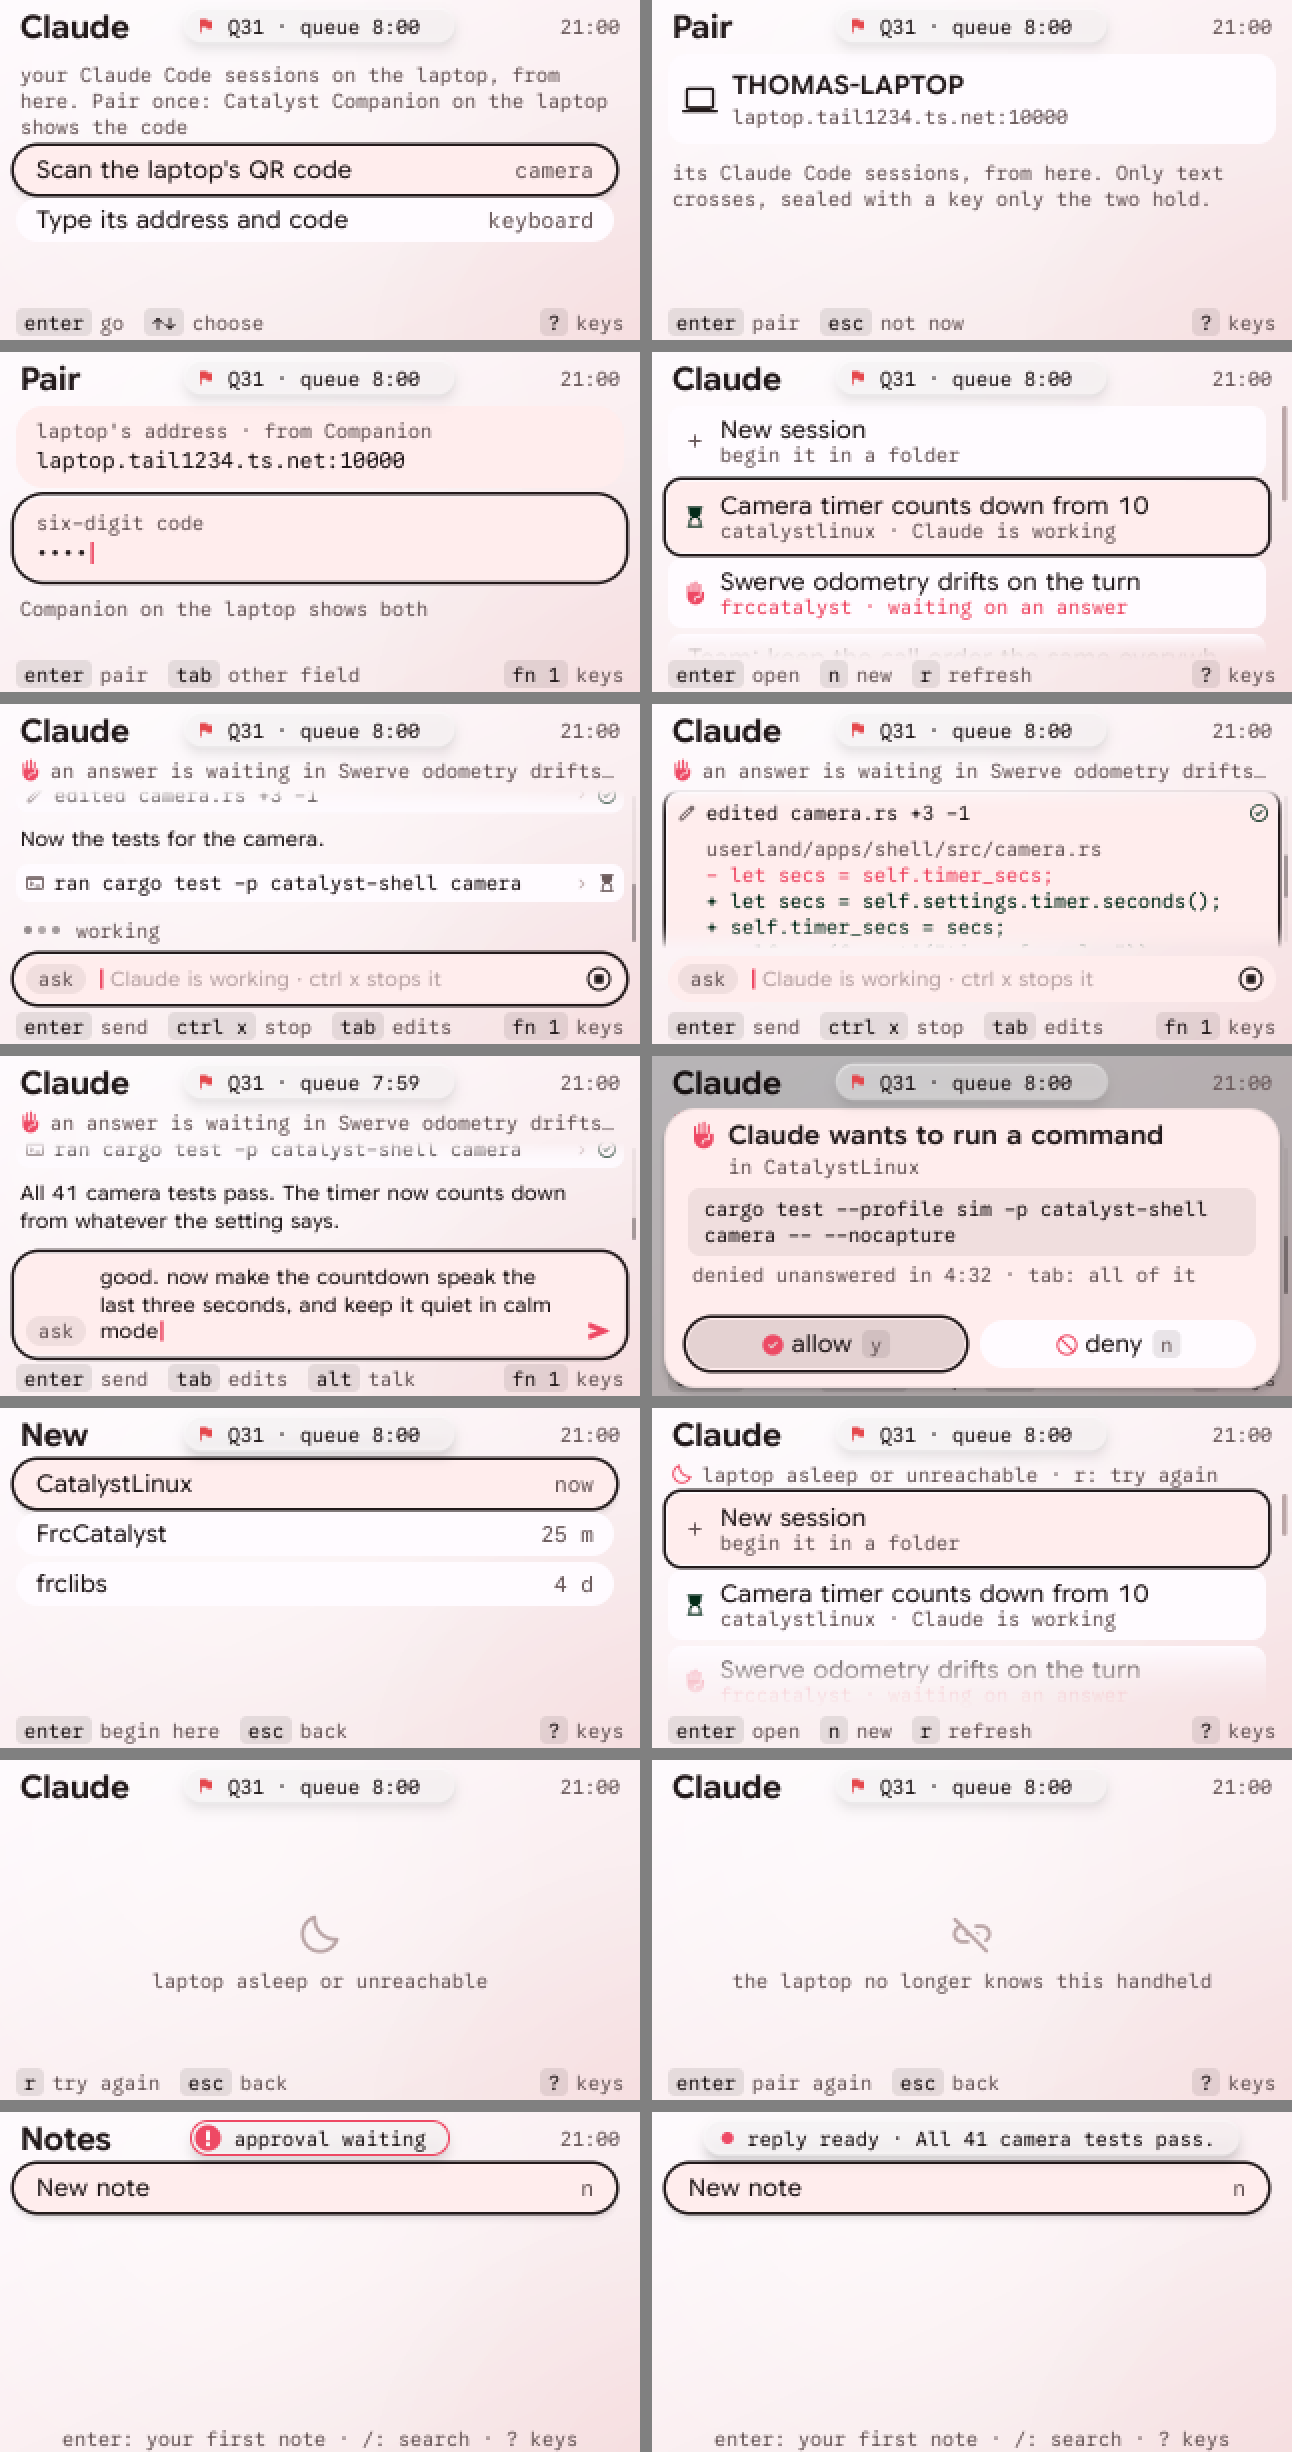 Claude
Q31 · queue 8:00
21:00
your Claude Code sessions on the laptop, from
here. Pair once: Catalyst Companion on the laptop
shows the code
Scan the laptop's QR code camera
Type its address and code keyboard
enter go ↑↓ choose ? keys
Pair
Q31 · queue 8:00
21:00
THOMAS-LAPTOP
laptop.tail1234.ts.net:10000
its Claude Code sessions, from here. Only text
crosses, sealed with a key only the two hold.
enter pair esc not now ? keys
Pair
Q31 · queue 8:00
21:00
laptop's address · from Companion
laptop.tail1234.ts.net:10000
six-digit code
••••
Companion on the laptop shows both
enter pair tab other field fn 1 keys
Claude
Q31 · queue 8:00
21:00
+ New session
begin it in a folder
Camera timer counts down from 10
catalystlinux · Claude is working
Swerve odometry drifts on the turn
frccatalyst · waiting on an answer
Team: keep the call order the same everywh
enter open n new r refresh ? keys
Claude
Q31 · queue 8:00
21:00
an answer is waiting in Swerve odometry drifts…
edited camera.rs +3 -1
Now the tests for the camera.
ran cargo test -p catalyst-shell camera
working
ask Claude is working · ctrl x stops it
enter send ctrl x stop tab edits fn 1 keys
Claude
Q31 · queue 8:00
21:00
an answer is waiting in Swerve odometry drifts…
edited camera.rs +3 -1
userland/apps/shell/src/camera.rs
- let secs = self.timer_secs;
+ let secs = self.settings.timer.seconds();
+ self.timer_secs = secs;
ask Claude is working · ctrl x stops it
enter send ctrl x stop tab edits fn 1 keys
Claude
Q31 · queue 7:59
21:00
an answer is waiting in Swerve odometry drifts…
ran cargo test -p catalyst-shell camera
All 41 camera tests pass. The timer now counts down
from whatever the setting says.
good. now make the countdown speak the
last three seconds, and keep it quiet in calm
ask mode
enter send tab edits alt talk fn 1 keys
Claude
Q31 · queue 8:00
21:00
Claude wants to run a command
in CatalystLinux
cargo test --profile sim -p catalyst-shell
camera -- --nocapture
denied unanswered in 4:32 · tab: all of it
allow y
deny n
New
Q31 · queue 8:00
21:00
CatalystLinux now
FrcCatalyst 25 m
frclibs 4 d
enter begin here esc back ? keys
Claude
Q31 · queue 8:00
21:00
laptop asleep or unreachable · r: try again
+ New session
begin it in a folder
Camera timer counts down from 10
catalystlinux · Claude is working
Swerve odometry drifts on the turn
frccatalyst · waiting on an answer
enter open n new r refresh ? keys
Claude
Q31 · queue 8:00
21:00
laptop asleep or unreachable
r try again esc back ? keys
Claude
Q31 · queue 8:00
21:00
the laptop no longer knows this handheld
enter pair again esc back ? keys
Notes
approval waiting
21:00
New note n
enter: your first note · /: search · ? keys
reply ready · All 41 camera tests pass.
New note n
enter: your first note · /: search · ? keys